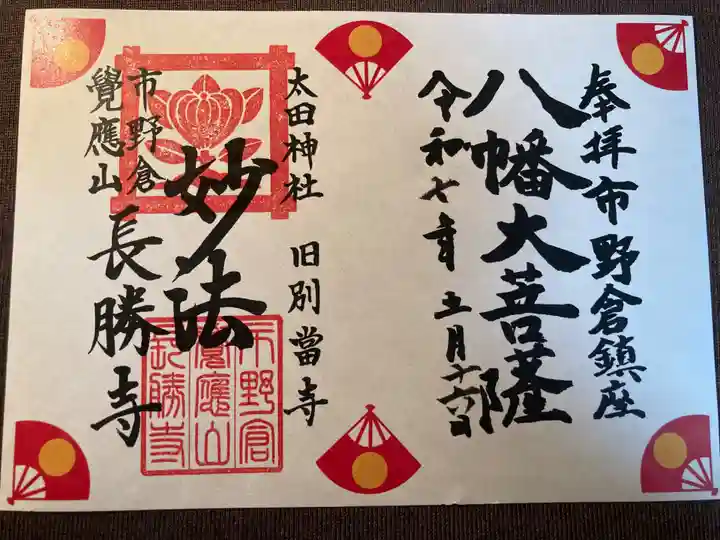 奉拝 市野倉鎮座
八幡大菩薩
令和七年 五月十六日
太田神社 旧別當寺
妙法
市野倉
覺應山
長勝寺
市野倉
覺應山
長勝寺